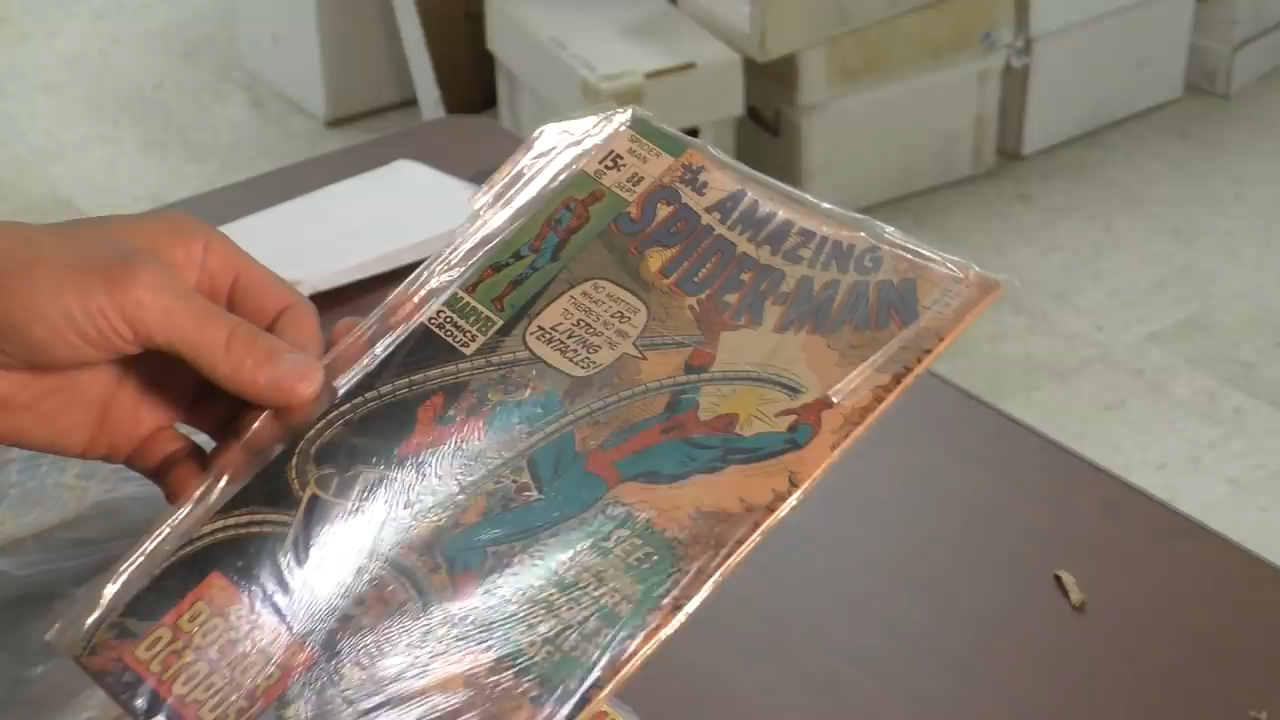 SPIDER
MAN
15¢
88
SEPT
the AMAZING
SPIDER-MAN
MARVEL
COMICS
GROUP
NO MATTER
WHAT I DO!
THERE'S NO WAY
TO STOP THE
LIVING
TENTACLES!
SEE
DOCTOR
OCTOPUS!